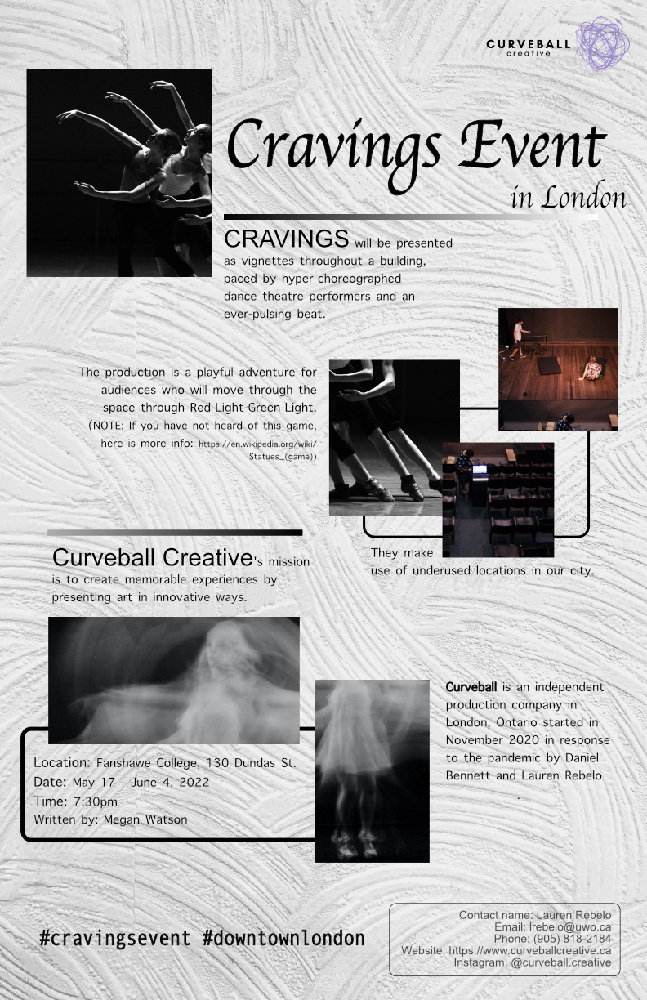 CURVEBALL
creative
Cravings Event
in London
CRAVINGS will be presented
as vignettes throughout a building,
paced by hyper-choreographed
dance theatre performers and an
ever-pulsing beat.
The production is a playful adventure for
audiences who will move through the
space through Red-Light-Green-Light.
(NOTE: If you have not heard of this game,
here is more info: https://en.wikipedia.org/wiki/
Statues_(game))
They make
use of underused locations in our city.
Curveball Creative's mission
is to create memorable experiences by
presenting art in innovative ways.
Curveball is an independent
production company in
London, Ontario started in
November 2020 in response
to the pandemic by Daniel
Bennett and Lauren Rebelo.
Location: Fanshawe College, 130 Dundas St.
Date: May 17 - June 4, 2022
Time: 7:30pm
Written by: Megan Watson
#cravingsevent #downtownlondon
Contact name: Lauren Rebelo
Email: lrebelo@uwo.ca
Phone: (905) 818-2184
Website: https://www.curveballcreative.ca
Instagram: @curveball.creative